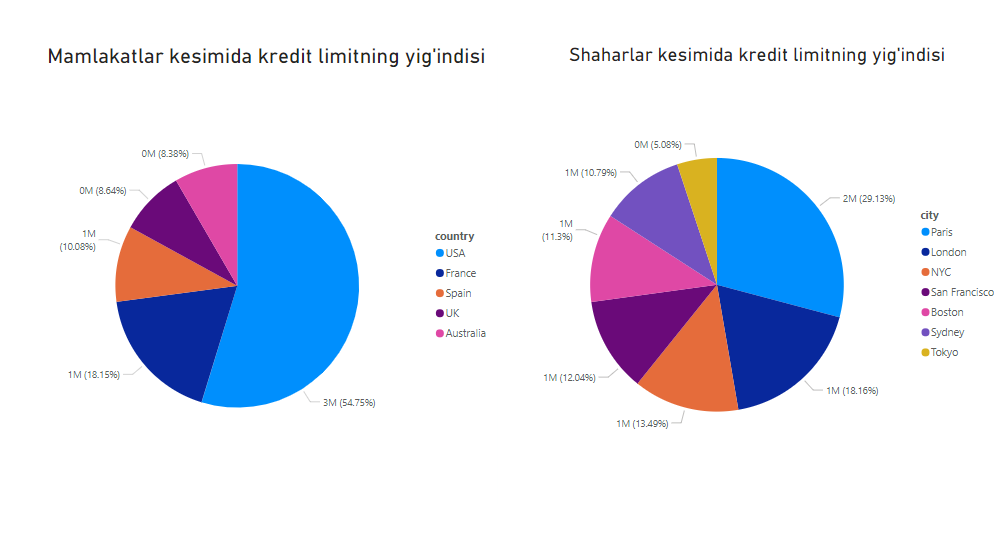 Mamlakatlar kesimida kredit limitning yig'indisi
0M (8.38%)
0M (8.64%)
1M
(10.08%)
1M (18.15%)
3M (54.75%)
country
USA
France
Spain
UK
Australia
Shaharlar kesimida kredit limitning yig'indisi
0M (5.08%)
1M (10.79%)
1M
(11.3%)
1M (12.04%)
1M (13.49%)
1M (18.16%)
2M (29.13%)
city
Paris
London
NYC
San Francisco
Boston
Sydney
Tokyo